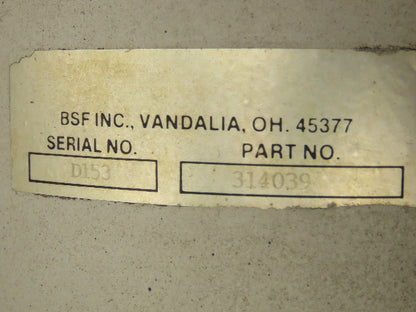 BSF INC., VANDALIA, OH. 45377
SERIAL NO. PART NO.
D153 314039